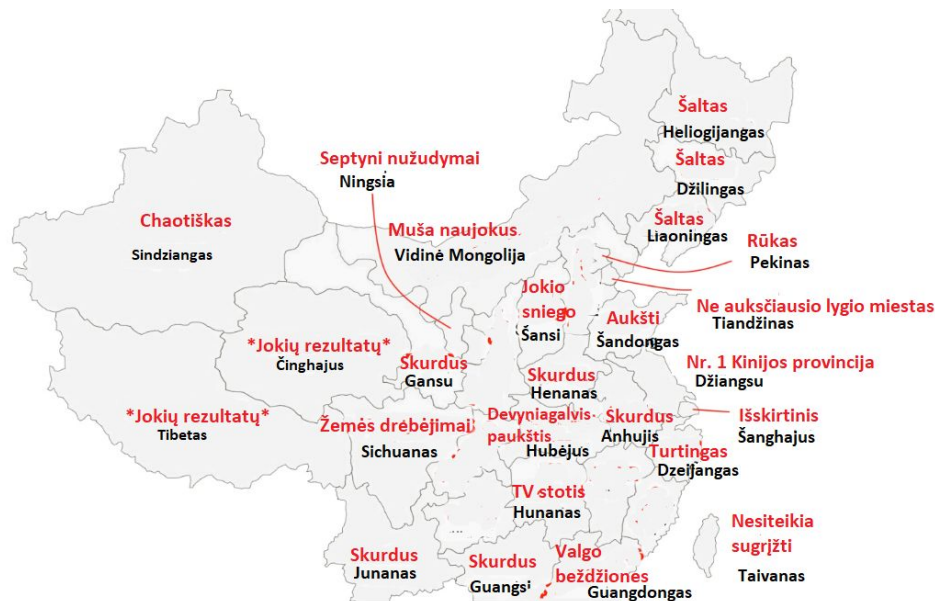 Šaltas
Heliogijangas
Šaltas
Džilingas
Šaltas
Liaoningas
Septyni nužudymai
Ningsia
Chaotiškas
Sindziangas
Muša naujokus
Vidinė Mongolija
Rūkas
Pekinas
Ne aukščiausio lygio miestas
Tiandžinas
Jokio
sniego
Šansi
Aukšti
Šandongas
*Jokių rezultatų*
Činghajus
Skurdus
Gansu
Skurdus
Henanas
Nr. 1 Kinijos provincija
Džiangsu
*Jokių rezultatų*
Tibetas
Žemės drėbėjimai
Sichuanas
Devyniagalvis
paukštis
Hubėjus
Skurdus
Anhujis
Išskirtinis
Šanghajus
Turtingas
Dzeijangas
TV stotis
Hunanas
Nesiteikia
sugrįžti
Taivanas
Skurdus
Junanas
Skurdus
Guangsi
Valgo
beždžiones
Guangdongas